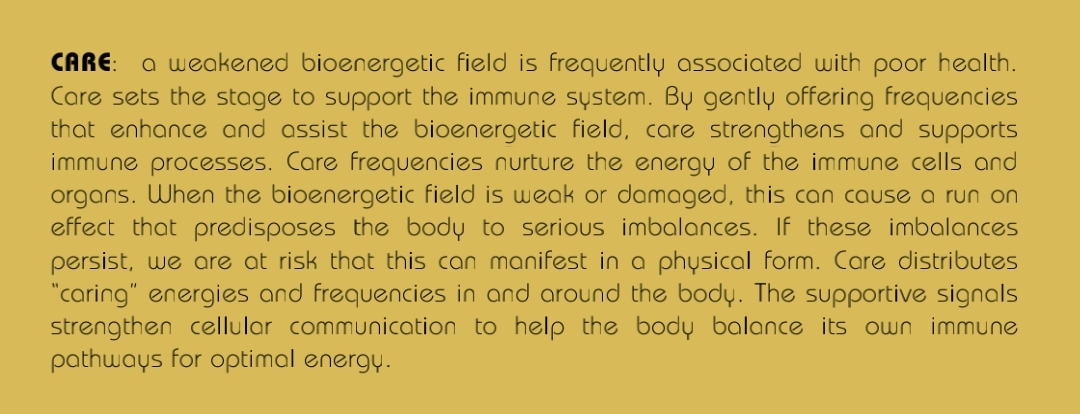 CARE: a weakened bioenergetic field is frequently associated with poor health.
Care sets the stage to support the immune system. By gently offering frequencies
that enhance and assist the bioenergetic field, care strengthens and supports
immune processes. Care frequencies nurture the energy of the immune cells and
organs. When the bioenergetic field is weak or damaged, this can cause a run on
effect that predisposes the body to serious imbalances. If these imbalances
persist, we are at risk that this can manifest in a physical form. Care distributes
"caring" energies and frequencies in and around the body. The supportive signals
strengthen cellular communication to help the body balance its own immune
pathways for optimal energy.